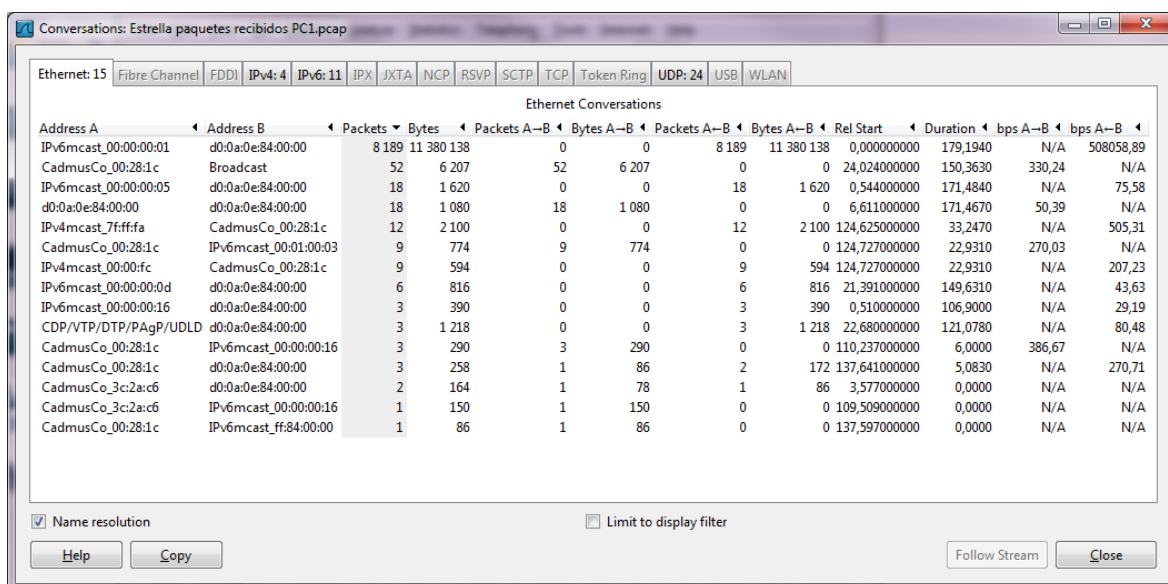 Conversations: Estrella paquetes recibidos PC1.pcap
Ethernet: 15 Fibre Channel FDDI IPv4: 4 IPv6: 11 IPX JXTA NCP RSVP SCTP TCP Token Ring UDP: 24 USB WLAN
Ethernet Conversations
Address A Address B Packets Bytes Packets A→B Bytes A→B Packets A←B Bytes A←B Rel Start Duration bps A→B bps A←B
IPv6mcast_00:00:00:01 d0:0a:0e:84:00:00 8 189 11 380 138 0 0 8 189 11 380 138 0,000000000 179,1940 N/A 508058,89
CadmusCo_00:28:1c Broadcast 52 6 207 52 6 207 0 0 24,024000000 150,3630 330,24 N/A
IPv6mcast_00:00:00:05 d0:0a:0e:84:00:00 18 1 620 0 0 18 1 620 0,544000000 171,4840 N/A 75,58
d0:0a:0e:84:00:00 d0:0a:0e:84:00:00 18 1 080 18 1 080 0 0 6,611000000 171,4670 50,39 N/A
IPv4mcast_7f:ff:fa CadmusCo_00:28:1c 12 2 100 0 0 12 2 100 124,625000000 33,2470 N/A 505,31
CadmusCo_00:28:1c IPv6mcast_00:01:00:03 9 774 9 774 0 0 124,727000000 22,9310 270,03 N/A
IPv4mcast_00:00:fc CadmusCo_00:28:1c 9 594 0 0 9 594 124,727000000 22,9310 N/A 207,23
IPv6mcast_00:00:00:0d d0:0a:0e:84:00:00 6 816 0 0 6 816 21,391000000 149,6310 N/A 43,63
IPv6mcast_00:00:00:16 d0:0a:0e:84:00:00 3 390 0 0 3 390 0,510000000 106,9000 N/A 29,19
CDP/VTP/DTP/PAgP/UDLD d0:0a:0e:84:00:00 3 1 218 0 0 3 1 218 22,680000000 121,0780 N/A 80,48
CadmusCo_00:28:1c IPv6mcast_00:00:00:16 3 290 3 290 0 0 110,237000000 6,0000 386,67 N/A
CadmusCo_00:28:1c d0:0a:0e:84:00:00 3 258 1 86 2 172 137,641000000 5,0830 N/A 270,71
CadmusCo_3c:2a:c6 d0:0a:0e:84:00:00 2 164 1 78 1 86 3,577000000 0,0000 N/A N/A
CadmusCo_3c:2a:c6 IPv6mcast_00:00:00:16 1 150 1 150 0 0 109,509000000 0,0000 N/A N/A
CadmusCo_00:28:1c IPv6mcast_ff:84:00:00 1 86 1 86 0 0 137,597000000 0,0000 N/A N/A
Name resolution Limit to display filter
Help Copy Follow Stream Close